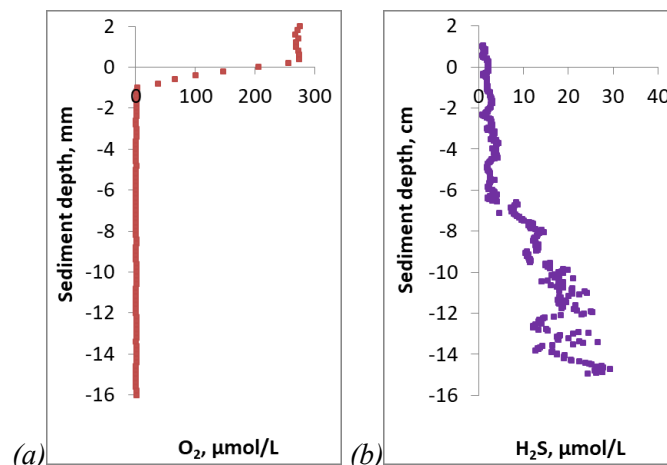 2
0
-2
-4
-6
-8
-10
-12
-14
-16
0 100 200 300
Sediment depth, mm
O₂, μmol/L
(a)
2
0
-2
-4
-6
-8
-10
-12
-14
-16
0 10 20 30 40
Sediment depth, cm
H₂S, μmol/L
(b)